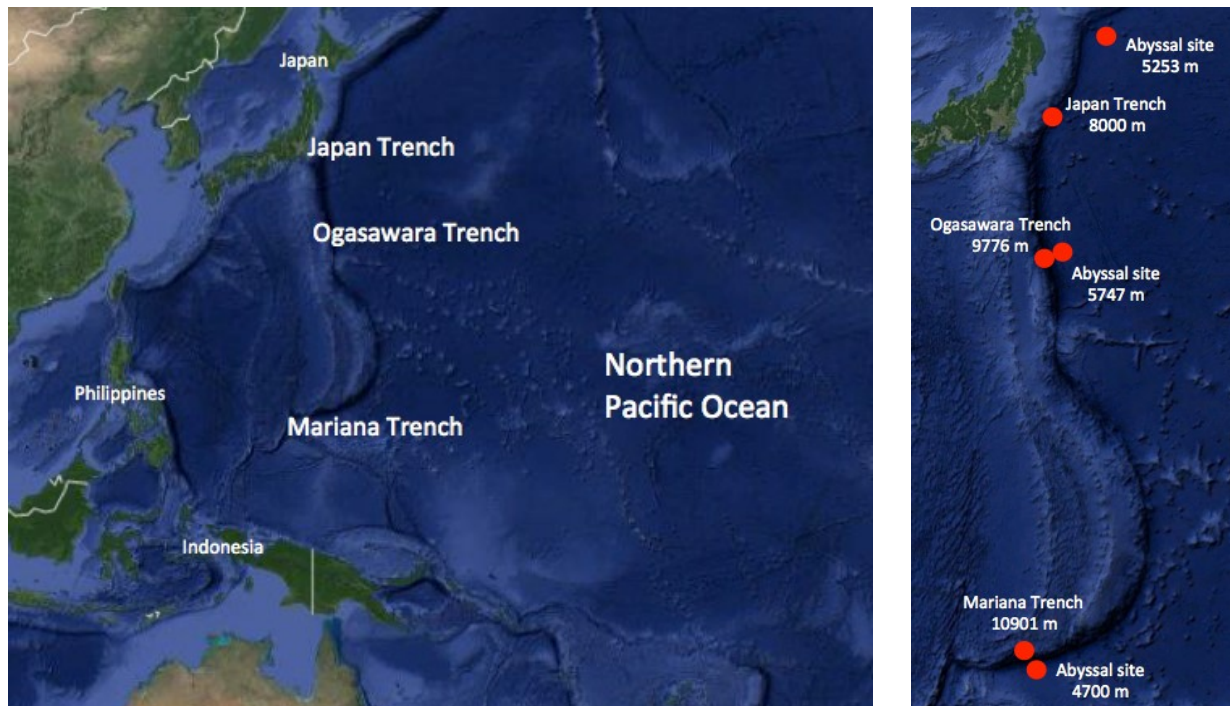 Japan
Japan Trench
Ogasawara Trench
Northern
Pacific Ocean
Philippines
Mariana Trench
Indonesia
Abyssal site
5253 m
Japan Trench
8000 m
Ogasawara Trench
9776 m
Abyssal site
5747 m
Mariana Trench
10901 m
Abyssal site
4700 m